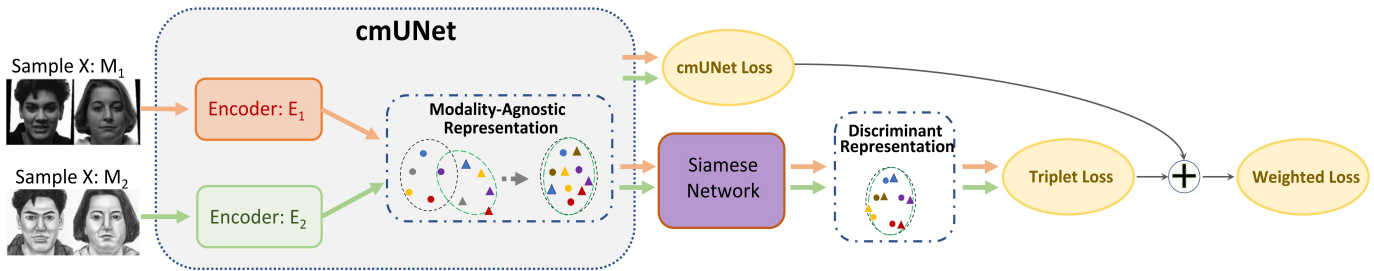 cmUNet
Sample X: M1
Encoder: E1
Sample X: M2
Encoder: E2
Modality-Agnostic
Representation
cmUNet Loss
Siamese
Network
Discriminant
Representation
Triplet Loss
+
Weighted Loss